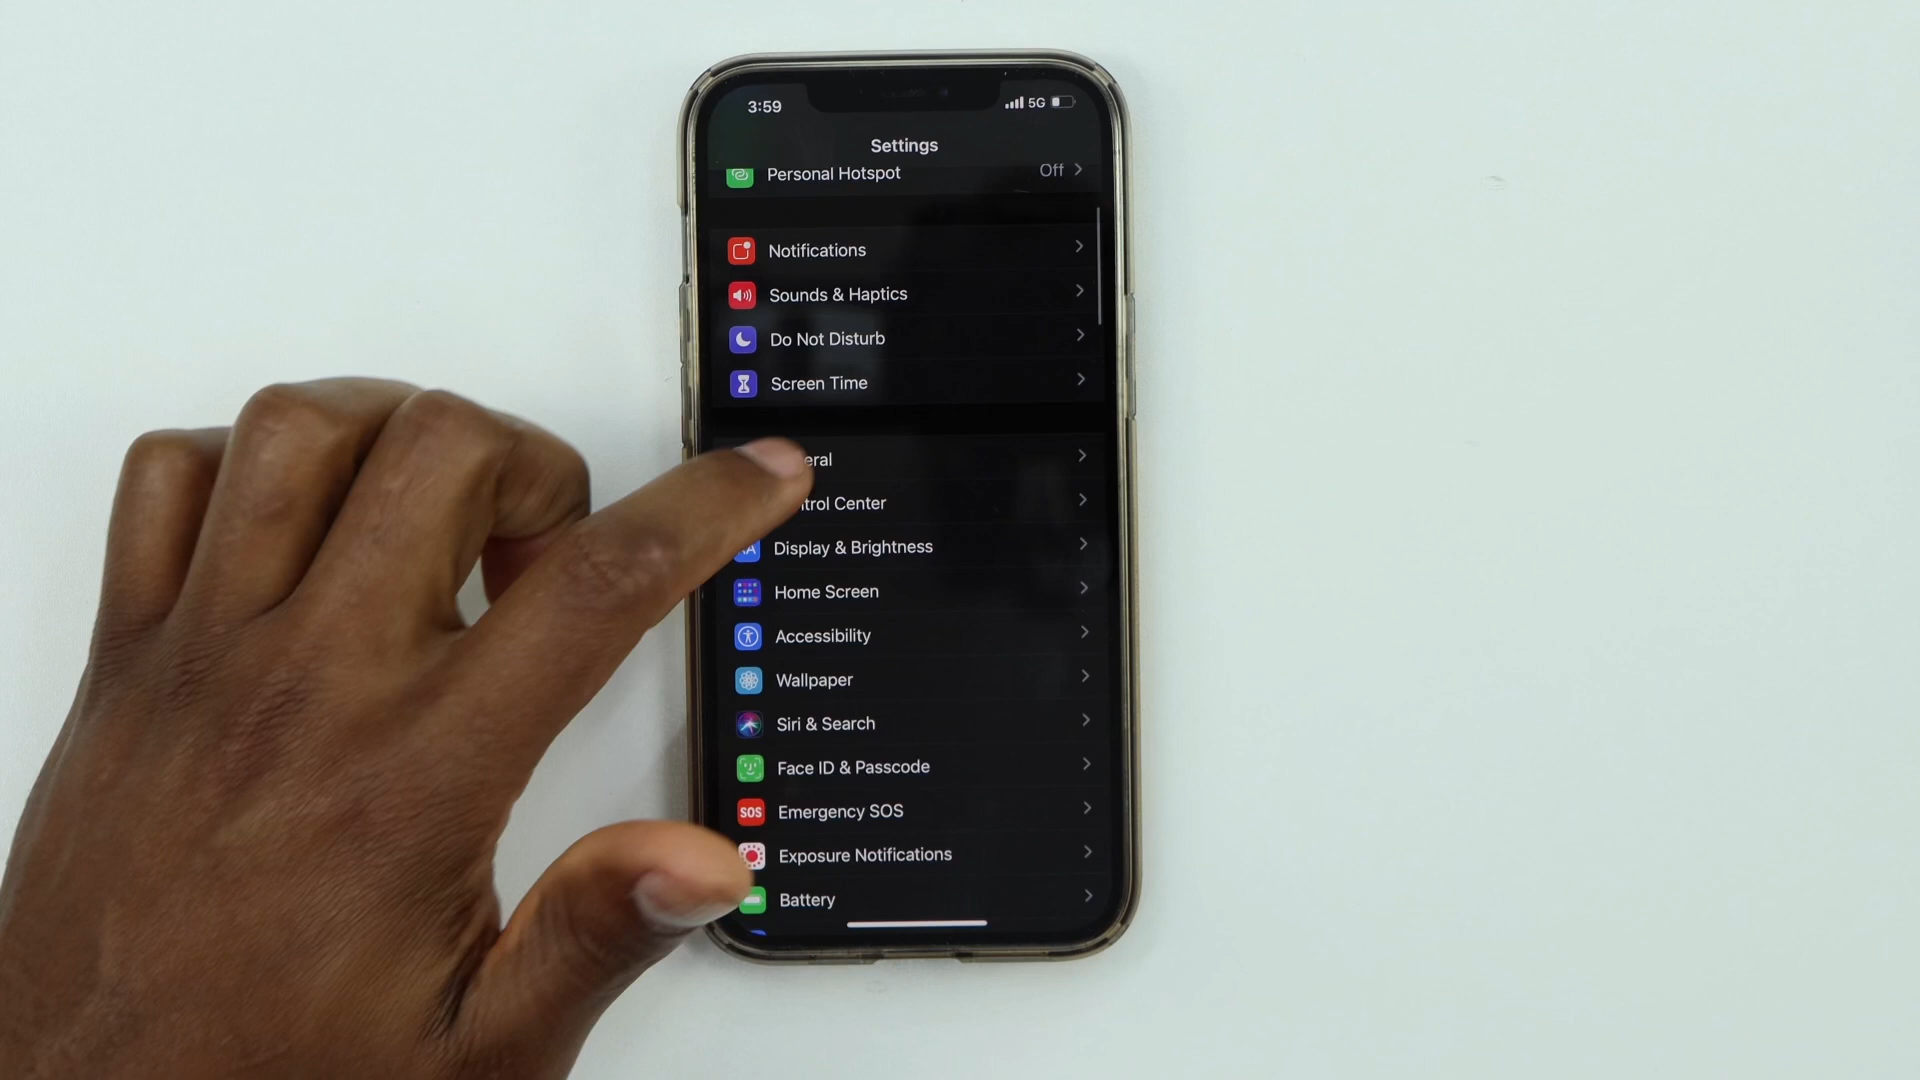 3:59 5G
Settings
Personal Hotspot Off
Notifications
Sounds & Haptics
Do Not Disturb
Screen Time
eral
trol Center
AA Display & Brightness
Home Screen
Accessibility
Wallpaper
Siri & Search
Face ID & Passcode
SOS Emergency SOS
Exposure Notifications
Battery